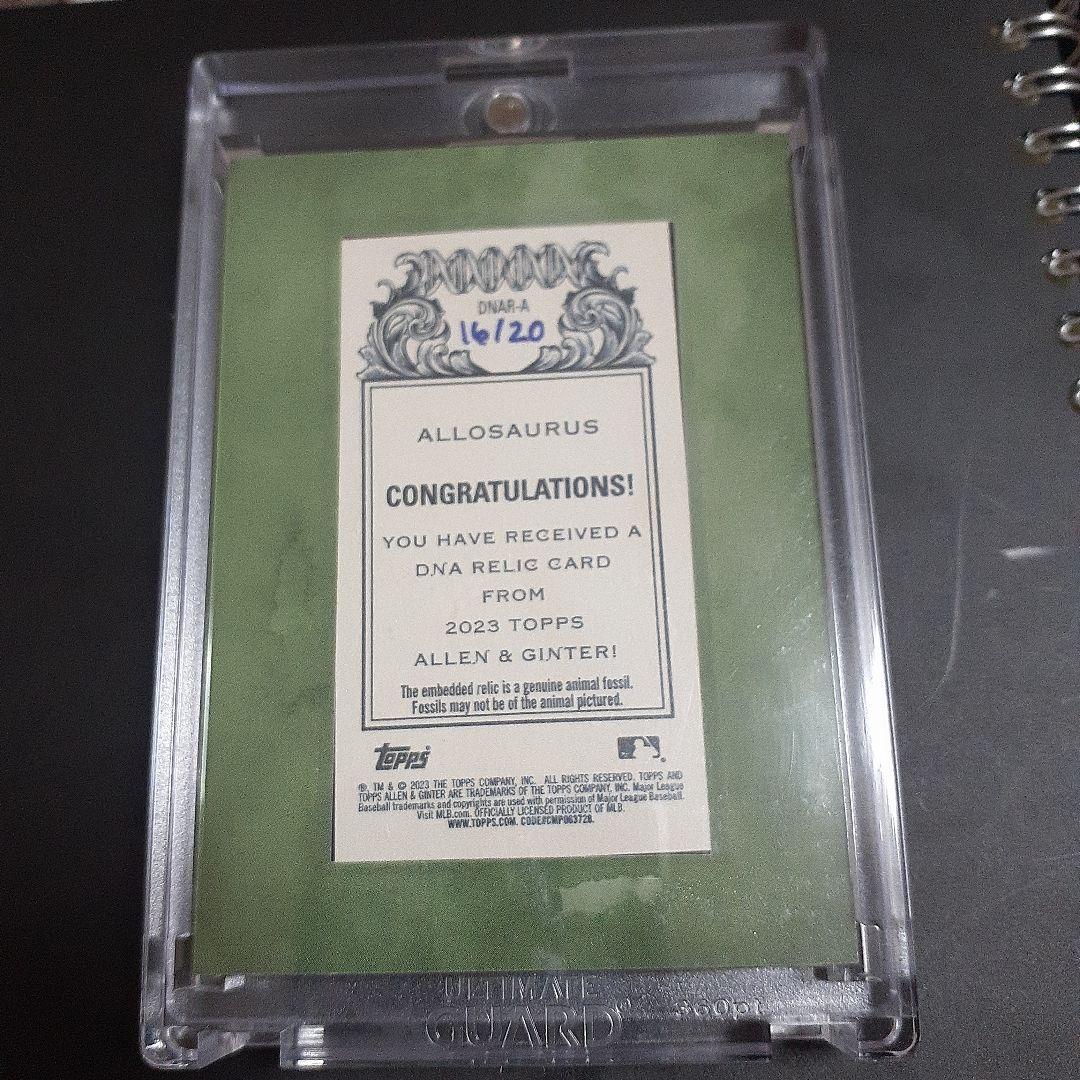 DNAR-A
16/20
ALLOSAURUS
CONGRATULATIONS!
YOU HAVE RECEIVED A
DNA RELIC CARD
FROM
2023 TOPPS
ALLEN & GINTER!
The embedded relic is a genuine animal fossil.
Fossils may not be of the animal pictured.
topps
®, TM & © 2023 THE TOPPS COMPANY, INC. ALL RIGHTS RESERVED. TOPPS AND
TOPPS ALLEN & GINTER ARE TRADEMARKS OF THE TOPPS COMPANY, INC. Major League
Baseball trademarks and copyrights are used with permission of Major League Baseball.
Visit MLB.com. OFFICIALLY LICENSED PRODUCT OF MLB.
WWW.TOPPS.COM. CODE#CMP063728.
ULTIMATE
GUARD® 360pt